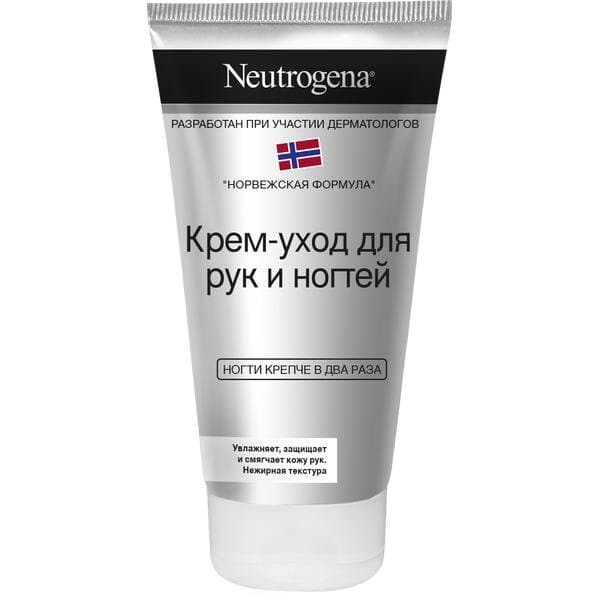 Neutrogena®
РАЗРАБОТАН ПРИ УЧАСТИИ ДЕРМАТОЛОГОВ
"НОРВЕЖСКАЯ ФОРМУЛА"
Крем-уход для
рук и ногтей
НОГТИ КРЕПЧЕ В ДВА РАЗА
Увлажняет, защищает
и смягчает кожу рук.
Нежирная текстура